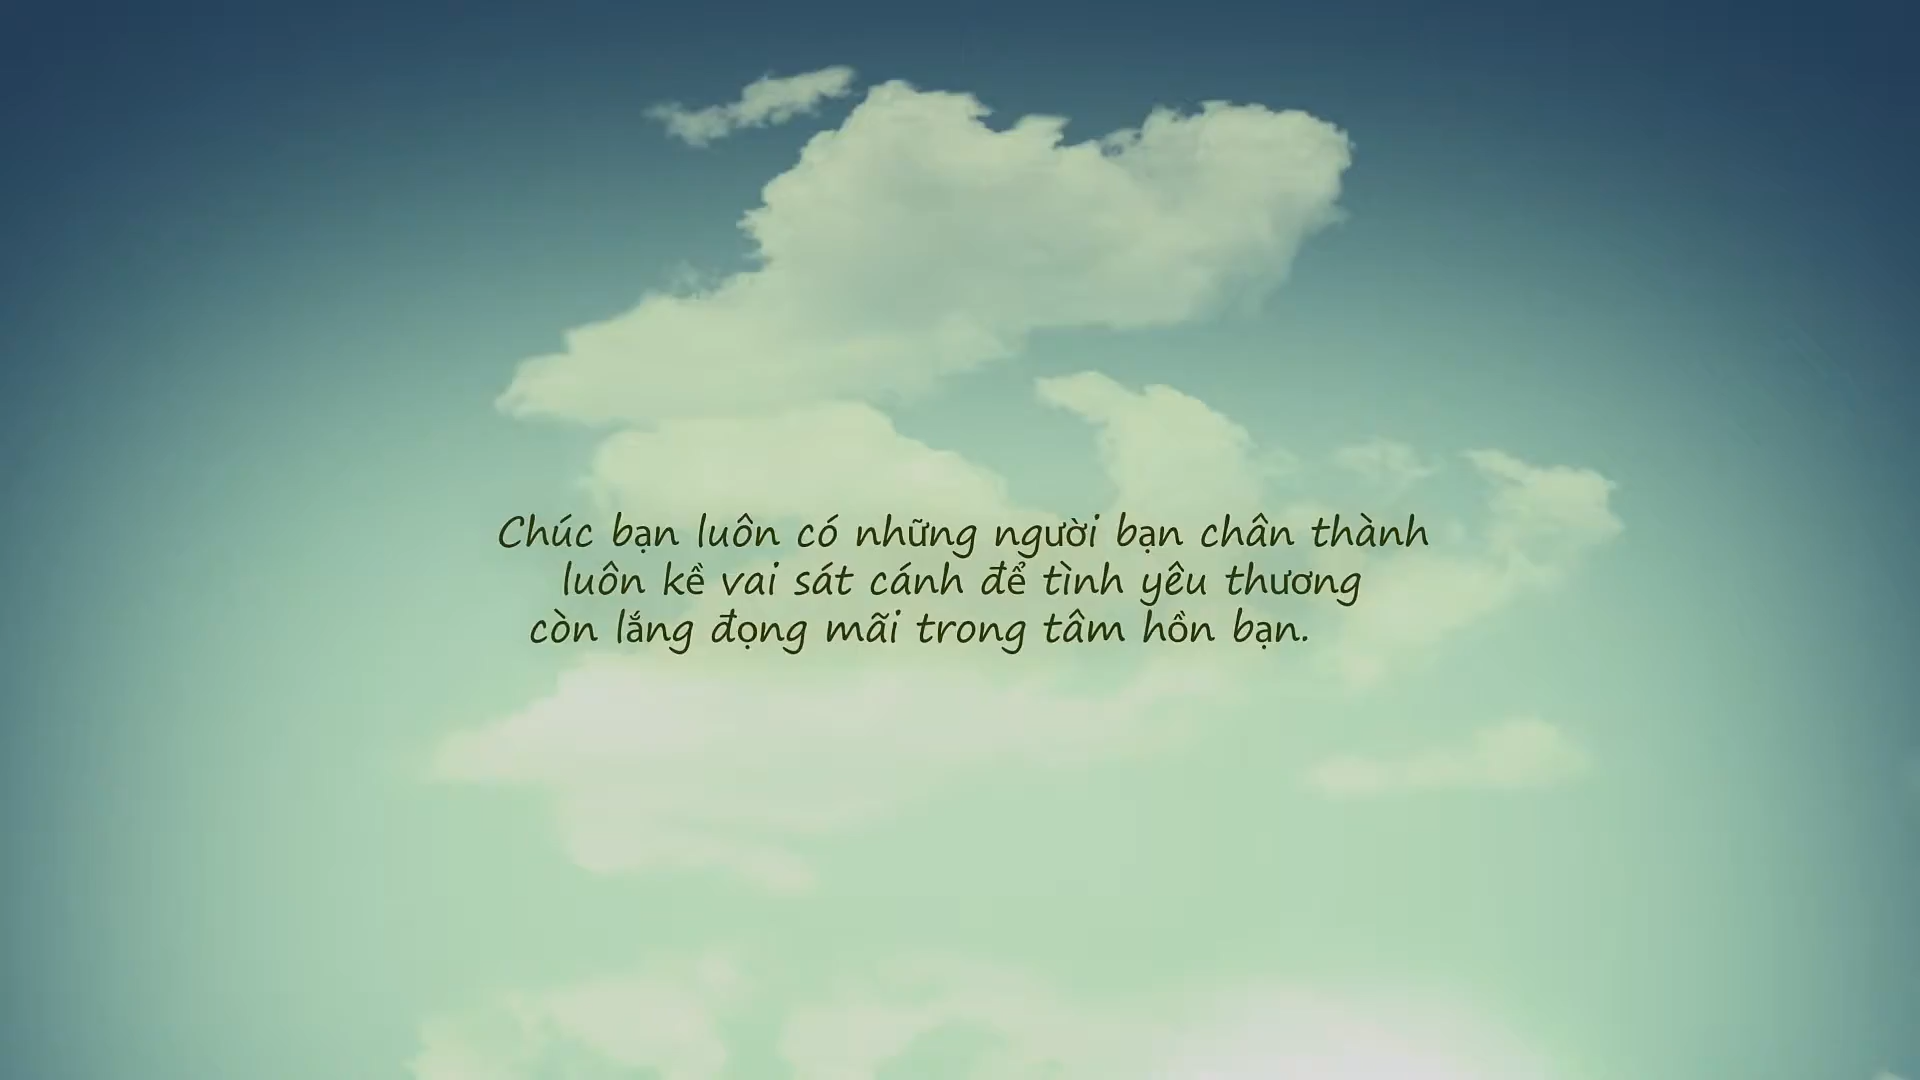 Chúc bạn luôn có những người bạn chân thành
luôn kề vai sát cánh để tình yêu thương
còn lắng đọng mãi trong tâm hồn bạn.